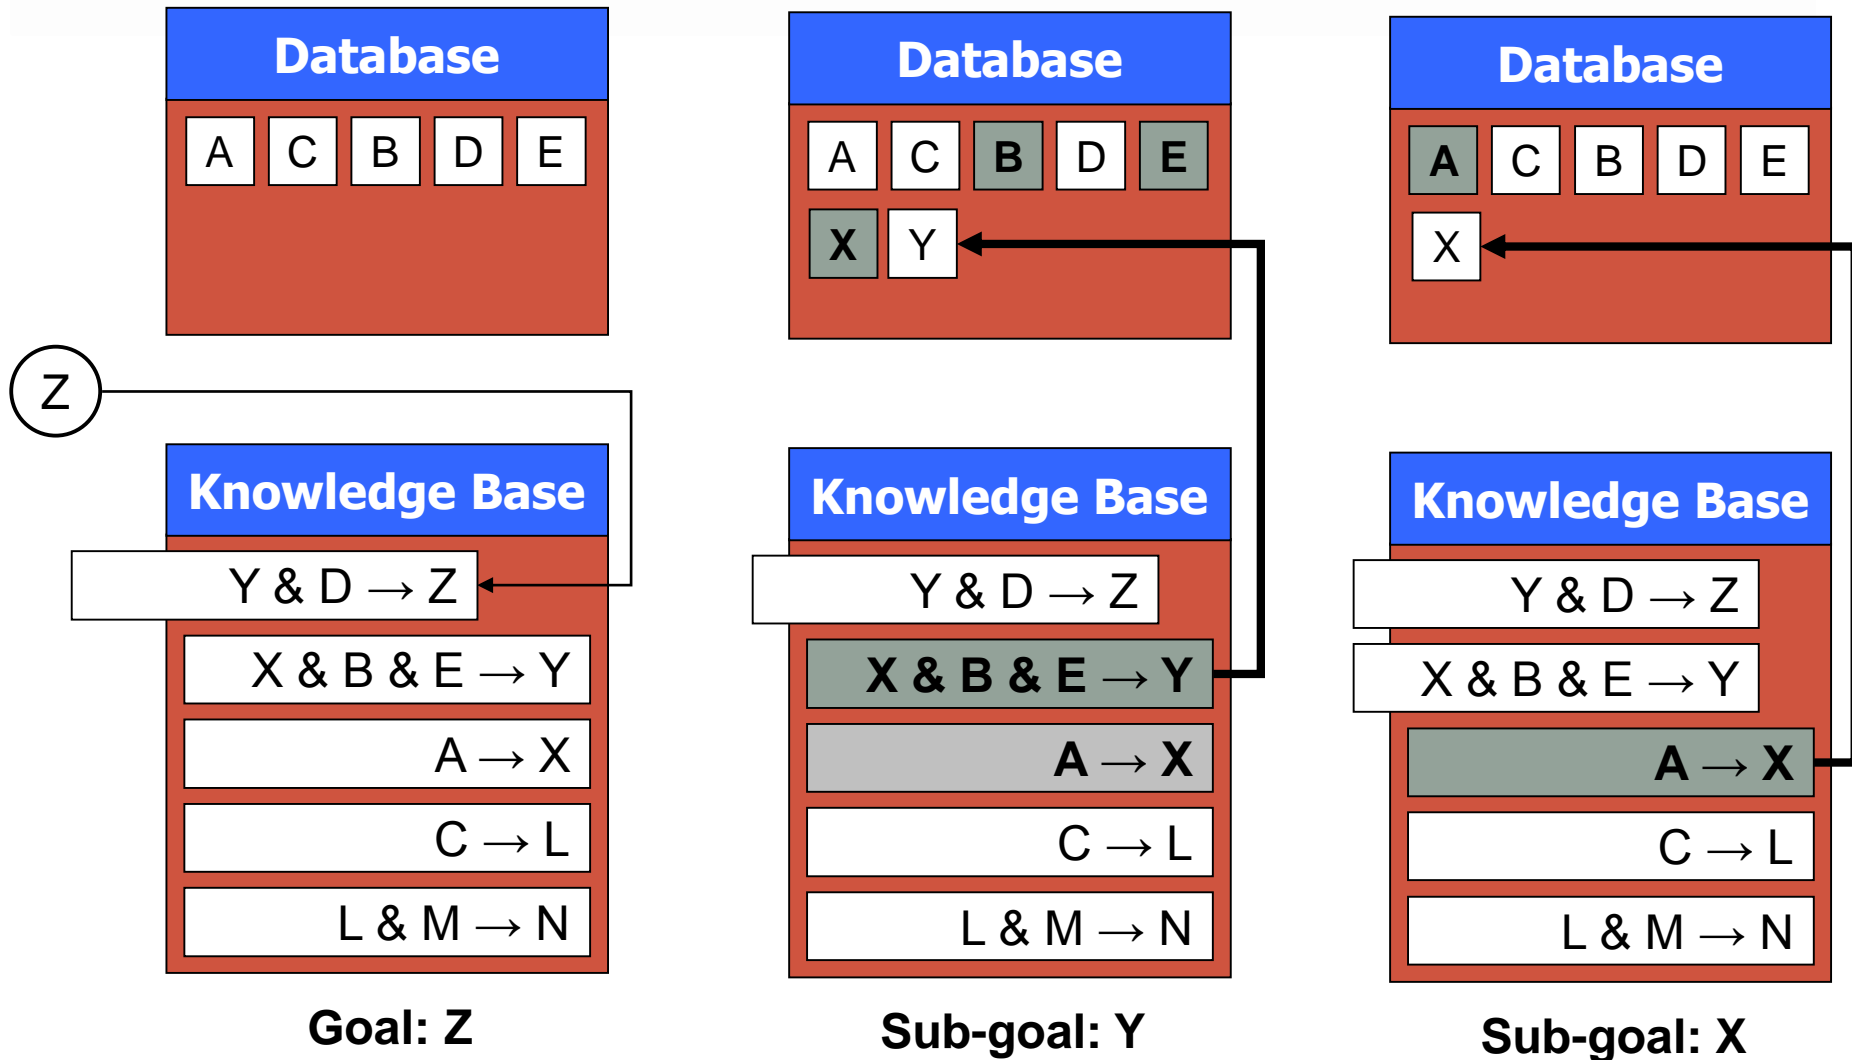 Database
A C B D E
Z
Knowledge Base
Y & D → Z
X & B & E → Y
A → X
C → L
L & M → N
Goal: Z
Database
A C B D E
X Y
Knowledge Base
Y & D → Z
X & B & E → Y
A → X
C → L
L & M → N
Sub-goal: Y
Database
A C B D E
X
Knowledge Base
Y & D → Z
X & B & E → Y
A → X
C → L
L & M → N
Sub-goal: X